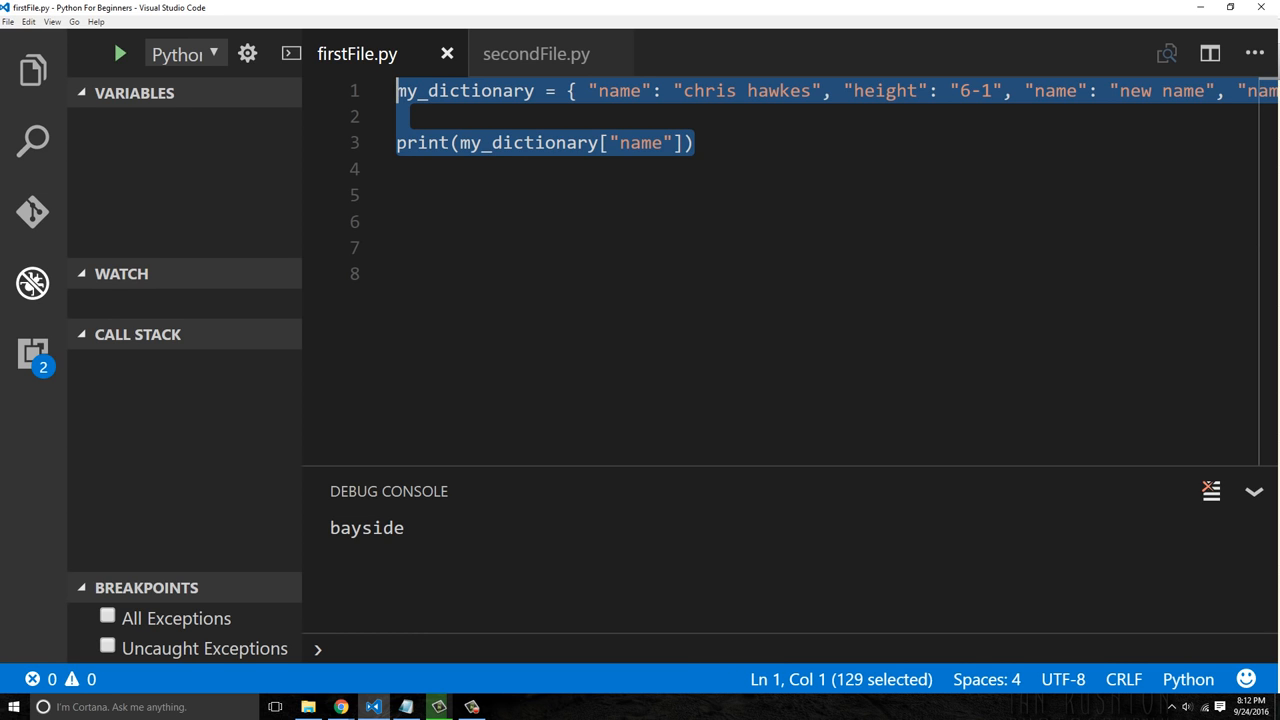 firstFile.py - Python For Beginners - Visual Studio Code
File Edit View Go Help
Python
firstFile.py
secondFile.py
VARIABLES
WATCH
CALL STACK
2
BREAKPOINTS
All Exceptions
Uncaught Exceptions
1 my_dictionary = { "name": "chris hawkes", "height": "6-1", "name": "new name", "nam
2
3 print(my_dictionary["name"])
4
5
6
7
8
DEBUG CONSOLE
bayside
0 0
Ln 1, Col 1 (129 selected) Spaces: 4 UTF-8 CRLF Python
I'm Cortana. Ask me anything.
8:12 PM
9/24/2016